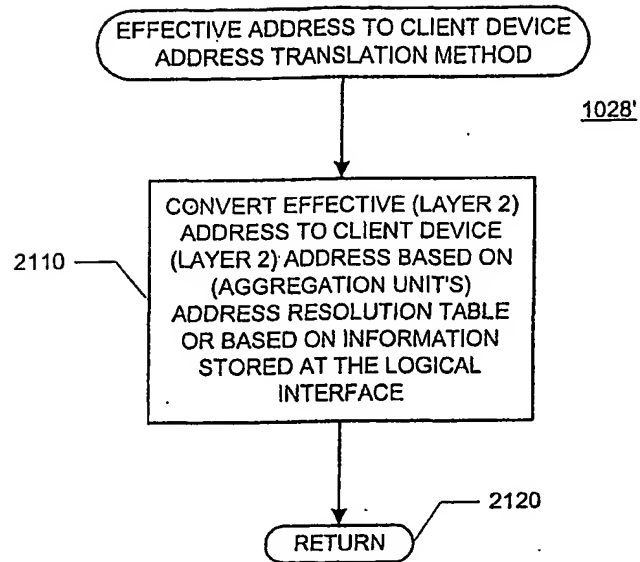 EFFECTIVE ADDRESS TO CLIENT DEVICE
ADDRESS TRANSLATION METHOD
1028'
2110
CONVERT EFFECTIVE (LAYER 2)
ADDRESS TO CLIENT DEVICE
(LAYER 2) ADDRESS BASED ON
(AGGREGATION UNIT'S)
ADDRESS RESOLUTION TABLE
OR BASED ON INFORMATION
STORED AT THE LOGICAL
INTERFACE
2120
RETURN